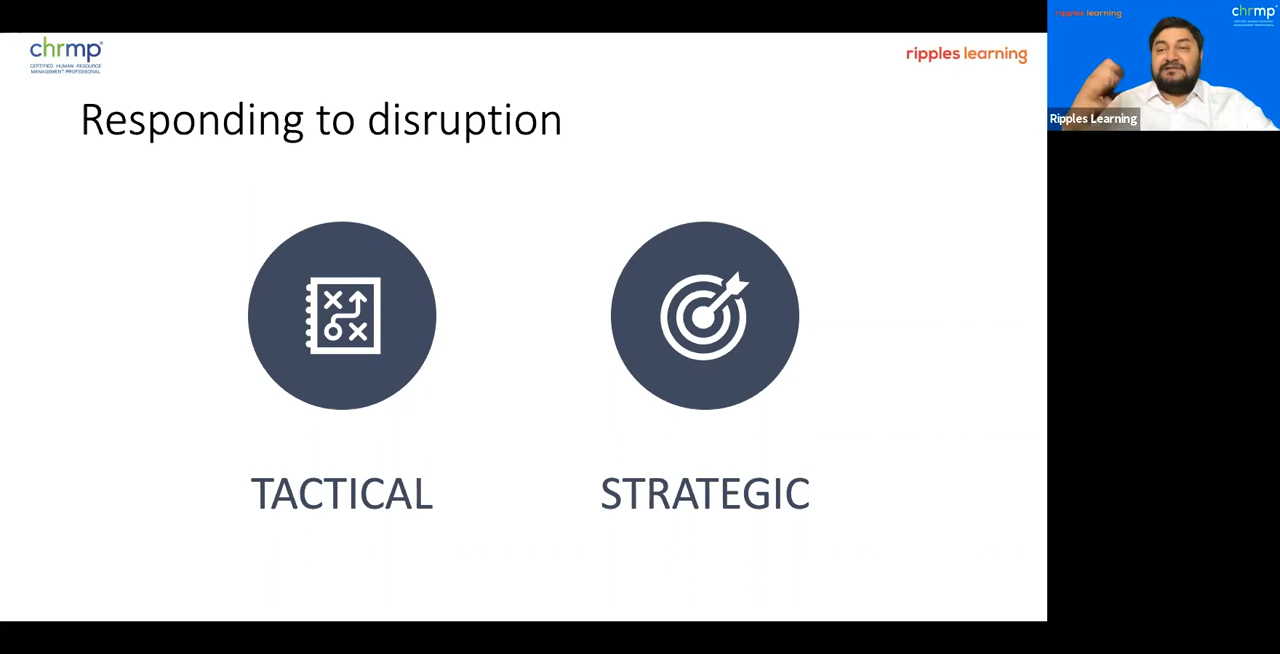 chrmp
CERTIFIED HUMAN RESOURCE
MANAGEMENT PROFESSIONAL
ripples learning
Responding to disruption
TACTICAL
STRATEGIC
ripples learning
chrmp
Ripples Learning